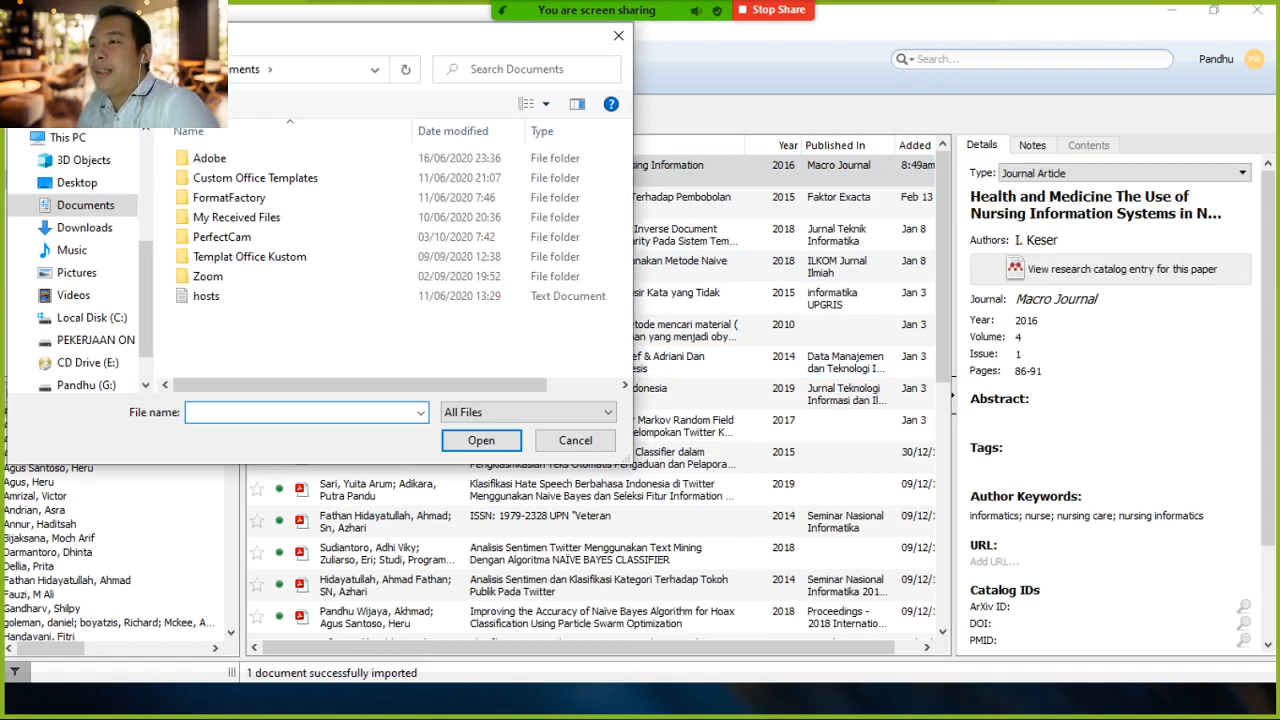 You are screen sharing
Stop Share
ments
Search Documents
Search...
Pandhu
PW
Name
Date modified
Type
This PC
3D Objects
Desktop
Documents
Downloads
Music
Pictures
Videos
Local Disk (C:)
PEKERJAAN ON
CD Drive (E:)
Pandhu (G:)
Adobe 16/06/2020 23:36 File folder
Custom Office Templates 11/06/2020 21:07 File folder
FormatFactory 11/06/2020 7:46 File folder
My Received Files 10/06/2020 20:36 File folder
PerfectCam 03/10/2020 7:42 File folder
Templat Office Kustom 09/09/2020 12:38 File folder
Zoom 02/09/2020 19:52 File folder
hosts 11/06/2020 13:29 Text Document
File name:
All Files
Open
Cancel
Year Published In Added
sing Information 2016 Macro Journal 8:49am
Terhadap Pembobolan 2015 Faktor Exacta Feb 13
Inverse Document 2018 Jurnal Teknik Jan 8
arity Pada Sistem Tem... Informatika
unakan Metode Naive 2018 ILKOM Jurnal Jan 8
Ilmiah
sir Kata yang Tidak 2015 informatika Jan 3
UPGRIS
tode mencari material ( 2010 Jan 3
an yang menjadi oby...
ef & Adriani Dan 2014 Data Manajemen Jan 3
esis dan Teknologi I...
donesia 2019 Jurnal Teknologi Jan 3
Informasi dan Il...
r Markov Random Field 2017 Jan 3
elompokan Twitter K...
Classifier dalam 2015 30/12/1
Pengklasifikasian Teks Otomatis Pengaduan dan Pelapora...
Sari, Yuita Arum; Adikara, Klasifikasi Hate Speech Berbahasa Indonesia di Twitter 2019 09/12/1
Putra Pandu Menggunakan Naive Bayes dan Seleksi Fitur Information ...
Fathan Hidayatullah, Ahmad; ISSN: 1979-2328 UPN "Veteran 2014 Seminar Nasional 09/12/1
Sn, Azhari Informatika
Sudiantoro, Adhi Viky; Analisis Sentimen Twitter Menggunakan Text Mining 2018 09/12/1
Zuliarso, Eri; Studi, Program... Dengan Algoritma NAÏVE BAYES CLASSIFIER
Hidayatullah, Ahmad Fathan; Analisis Sentimen dan Klasifikasi Kategori Terhadap Tokoh 2014 Seminar Nasional 09/12/1
SN, Azhari Publik Pada Twitter Informatika 201...
Pandhu Wijaya, Akhmad; Improving the Accuracy of Naïve Bayes Algorithm for Hoax 2018 Proceedings - 09/12/1
Agus Santoso, Heru Classification Using Particle Swarm Optimization 2018 Internatio...
Agus Santoso, Heru
Agus, Heru
Amrizal, Victor
Andrian, Asra
Annur, Haditsah
Bijaksana, Moch Arif
Darmantoro, Dhinta
Dellia, Prita
Fathan Hidayatullah, Ahmad
Fauzi, M Ali
Gandharv, Shilpy
goleman, daniel; boyatzis, Richard; Mckee, A...
Handayani, Fitri
1 document successfully imported
Details
Notes
Contents
Type: Journal Article
Health and Medicine The Use of
Nursing Information Systems in N...
Authors: I. Keser
View research catalog entry for this paper
Journal: Macro Journal
Year: 2016
Volume: 4
Issue: 1
Pages: 86-91
Abstract:
Tags:
Author Keywords:
informatics; nurse; nursing care; nursing informatics
URL:
Add URL...
Catalog IDs
ArXiv ID:
DOI:
PMID: